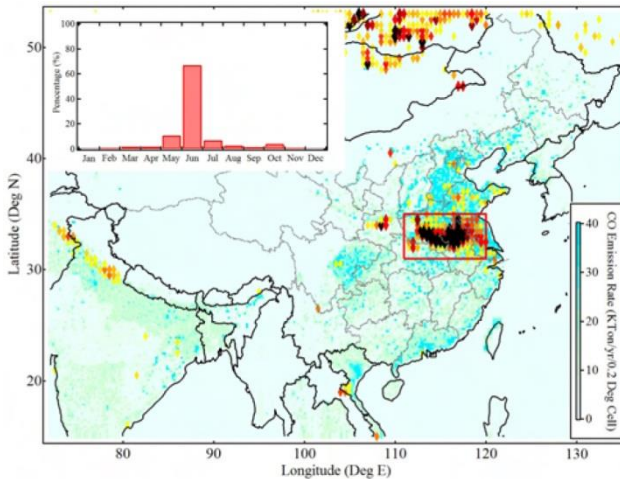 100
80
60
40
20
0
Percentage (%)
Jan Feb Mar Apr May Jun Jul Aug Sep Oct Nov Dec
50
40
30
20
Latitude (Deg N)
80 90 100 110 120 130
Longitude (Deg E)
40
30
20
10
0
CO Emission Rate (KTon/yr/0.2 Deg Cell)